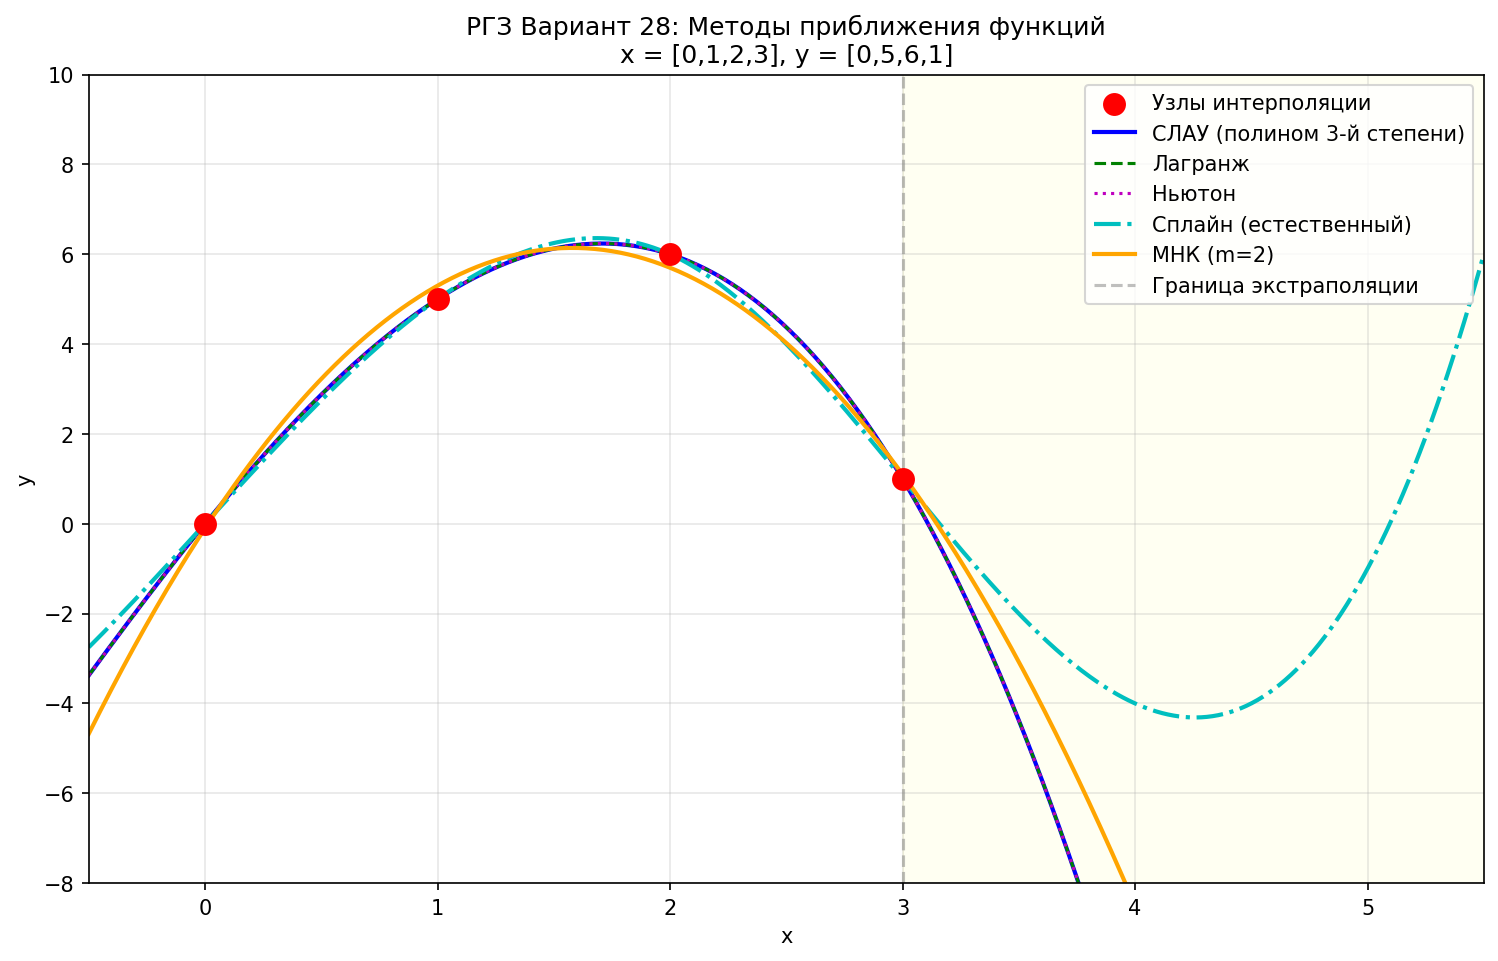 РГЗ Вариант 28: Методы приближения функций
x = [0,1,2,3], y = [0,5,6,1]
10
8
6
4
2
0
−2
−4
−6
−8
y
0
1
2
3
4
5
x
Узлы интерполяции
СЛАУ (полином 3-й степени)
Лагранж
Ньютон
Сплайн (естественный)
МНК (m=2)
Граница экстраполяции